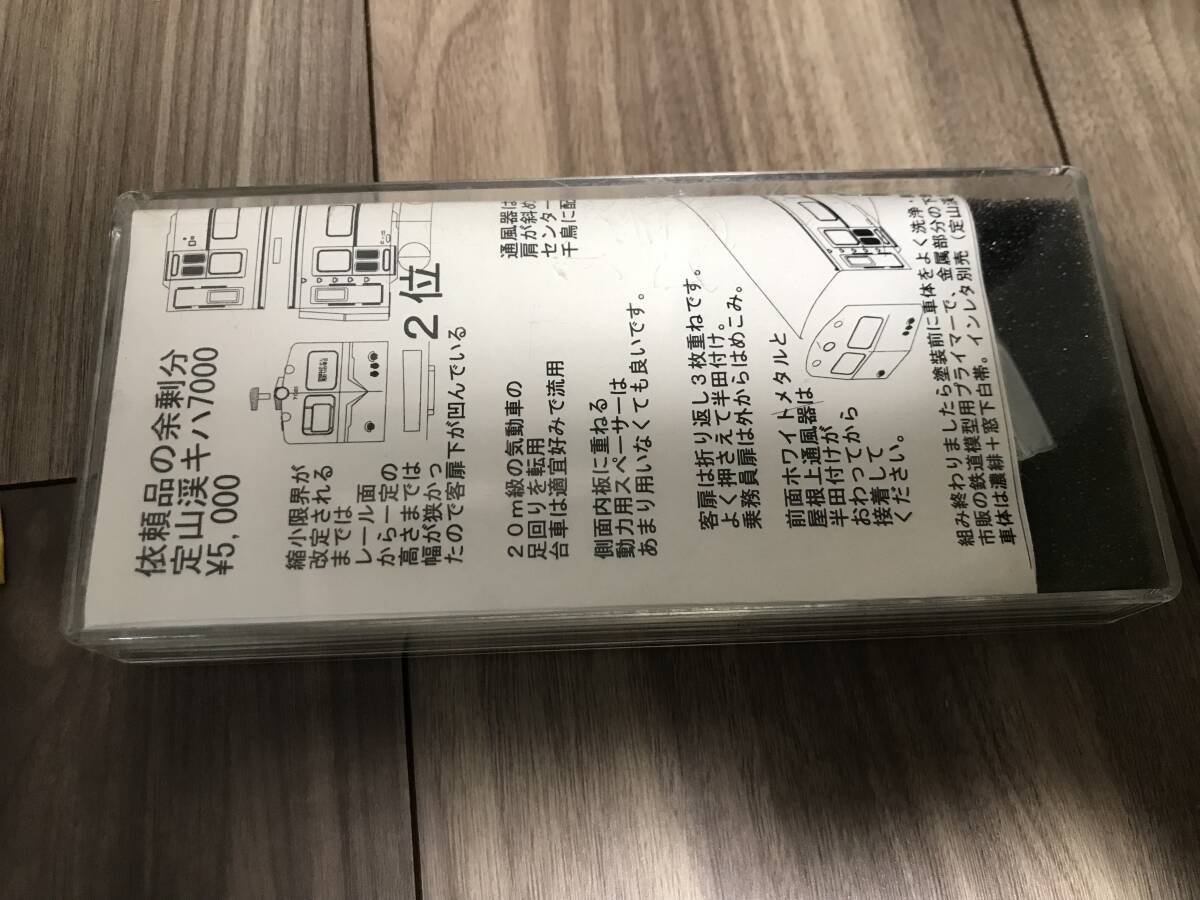 依頼品の余剰分
定山渓キハ7000
¥5,000
縮小限界が
改定される
までは
レール面
から一定の
高さまでは
幅が狭かっ
たので客扉下が凹んでいる
2位
20m級の気動車の
足回りを転用
台車は適宜好みで流用
通風器は
肩が斜め
センター
千鳥に配
側面内板に重ねる
動力用スペーサーは
あまり用いなくても良いです。
客扉は折り返し3枚重ねです。
よく押さえて半田付け。
乗務員扉は外からはめこみ。
前面ホワイトメタルと
屋根上通風器は
半田付けが
おわってから
接着して
ください。
組み終わりましたら塗装前に車体をよく洗浄・
市販の鉄道模型用プライマーで、金属部分の下
車体は濃緋＋窓下白帯。インレタ別売（定山渓